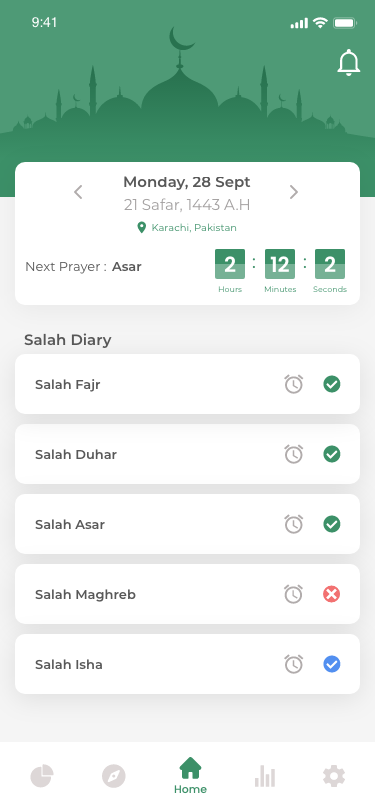 9:41
Monday, 28 Sept
21 Safar, 1443 A.H
Karachi, Pakistan
Next Prayer : Asar
2 : 12 : 2
Hours Minutes Seconds
Salah Diary
Salah Fajr
Salah Duhar
Salah Asar
Salah Maghreb
Salah Isha
Home